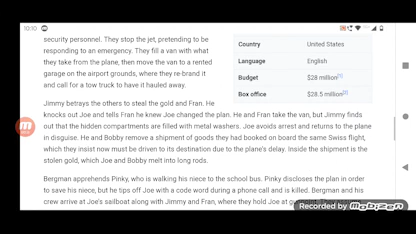 10:10
security personnel. They stop the jet, pretending to be
responding to an emergency. They fill a van with what
they take from the plane, then move the van to a rented
garage on the airport grounds, where they re-brand it
and call for a tow truck to have it hauled away.
Country United States
Language English
Budget $28 million[1]
Box office $28.5 million[2]
Jimmy betrays the others to steal the gold and Fran. He
knocks out Joe and tells Fran he knew Joe changed the plan. He and Fran take the van, but Jimmy finds
out that the hidden compartments are filled with metal washers. Joe avoids arrest and returns to the plane
in disguise. He and Bobby remove a shipment of goods they had booked on board the same Swiss flight,
which they insist now must be driven to its destination due to the plane's delay. Inside the shipment is the
stolen gold, which Joe and Bobby melt into long rods.
Bergman apprehends Pinky, who is walking his niece to the school bus. Pinky discloses the plan in order
to save his niece, but he tips off Joe with a code word during a phone call and is killed. Bergman and his
crew arrive at Joe's sailboat along with Jimmy and Fran, where they hold Joe at
Recorded by MOBIZEN